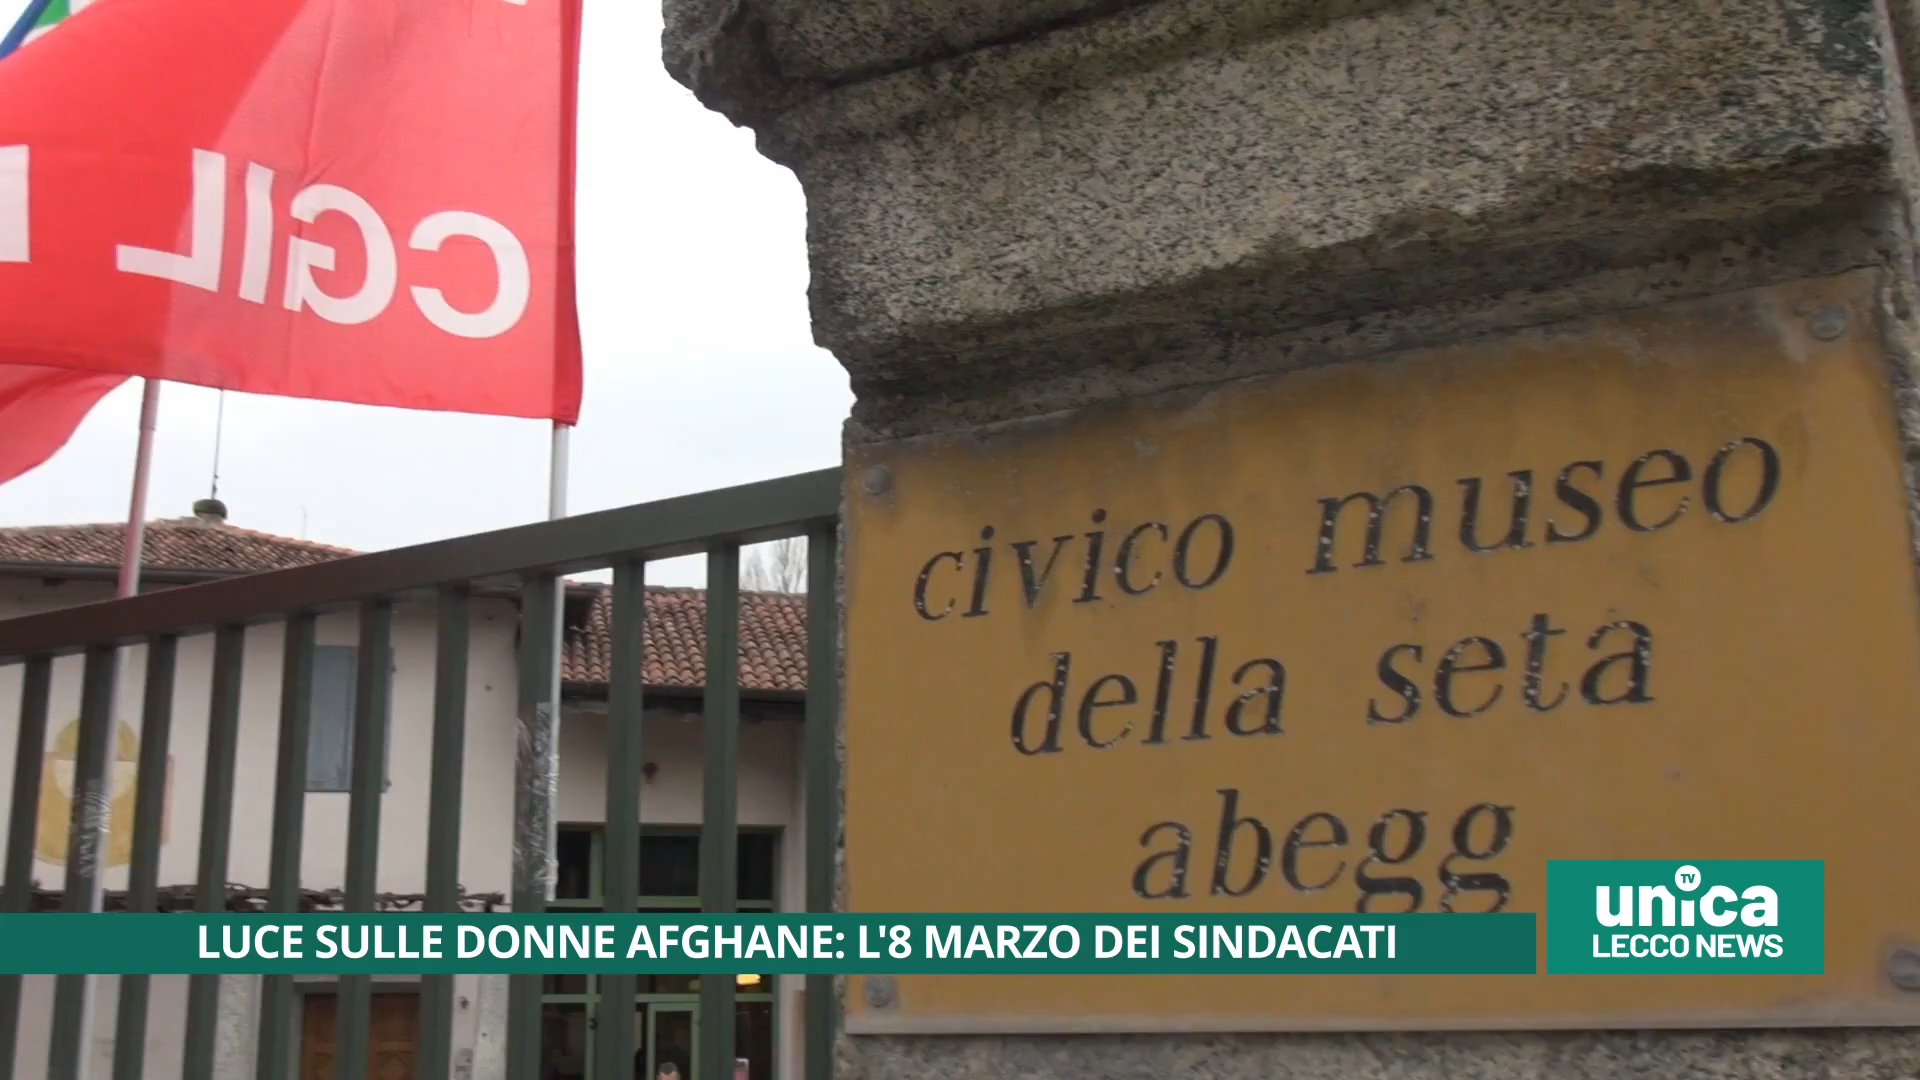 CGIL
civico museo
della seta
abegg
LUCE SULLE DONNE AFGHANE: L'8 MARZO DEI SINDACATI
unica TV
LECCO NEWS